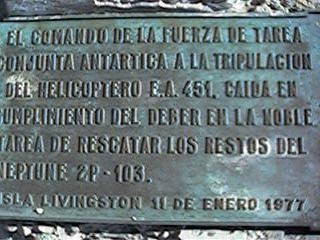 EL COMANDO DE LA FUERZA DE TAREA
CONJUNTA ANTARTICA A LA TRIPULACION
DEL HELICOPTERO E.A. 451, CAIDA EN
CUMPLIMIENTO DEL DEBER EN LA NOBLE
TAREA DE RESCATAR LOS RESTOS DEL
NEPTUNE 2P-103.
ISLA LIVINGSTON 11 DE ENERO 1977